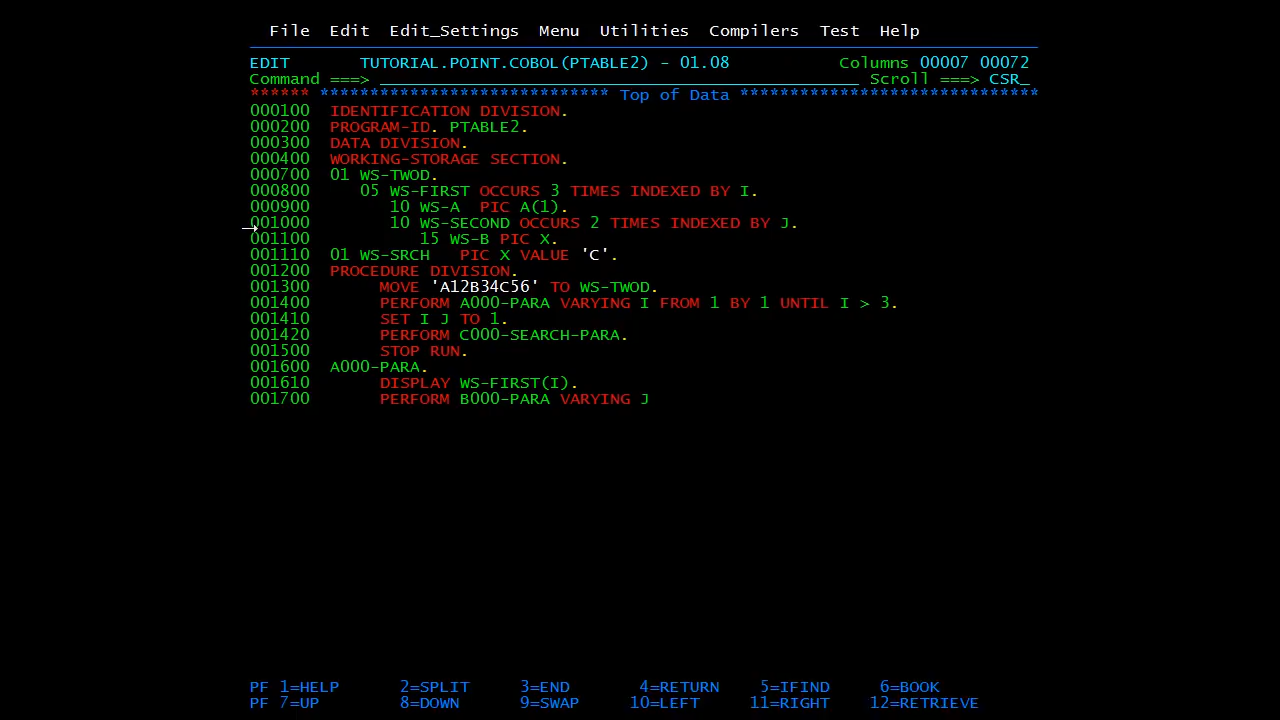 File Edit Edit_Settings Menu Utilities Compilers Test Help
EDIT TUTORIAL.POINT.COBOL(PTABLE2) - 01.08 Columns 00007 00072
Command ===> Scroll ===> CSR
****** ***************************** Top of Data ******************************
000100 IDENTIFICATION DIVISION.
000200 PROGRAM-ID. PTABLE2.
000300 DATA DIVISION.
000400 WORKING-STORAGE SECTION.
000700 01 WS-TWOD.
000800 05 WS-FIRST OCCURS 3 TIMES INDEXED BY I.
000900 10 WS-A PIC A(1).
001000 10 WS-SECOND OCCURS 2 TIMES INDEXED BY J.
001100 15 WS-B PIC X.
001110 01 WS-SRCH PIC X VALUE 'C'.
001200 PROCEDURE DIVISION.
001300 MOVE 'A12B34C56' TO WS-TWOD.
001400 PERFORM A000-PARA VARYING I FROM 1 BY 1 UNTIL I > 3.
001410 SET I J TO 1.
001420 PERFORM C000-SEARCH-PARA.
001500 STOP RUN.
001600 A000-PARA.
001610 DISPLAY WS-FIRST(I).
001700 PERFORM B000-PARA VARYING J
PF 1=HELP 2=SPLIT 3=END 4=RETURN 5=IFIND 6=BOOK
PF 7=UP 8=DOWN 9=SWAP 10=LEFT 11=RIGHT 12=RETRIEVE